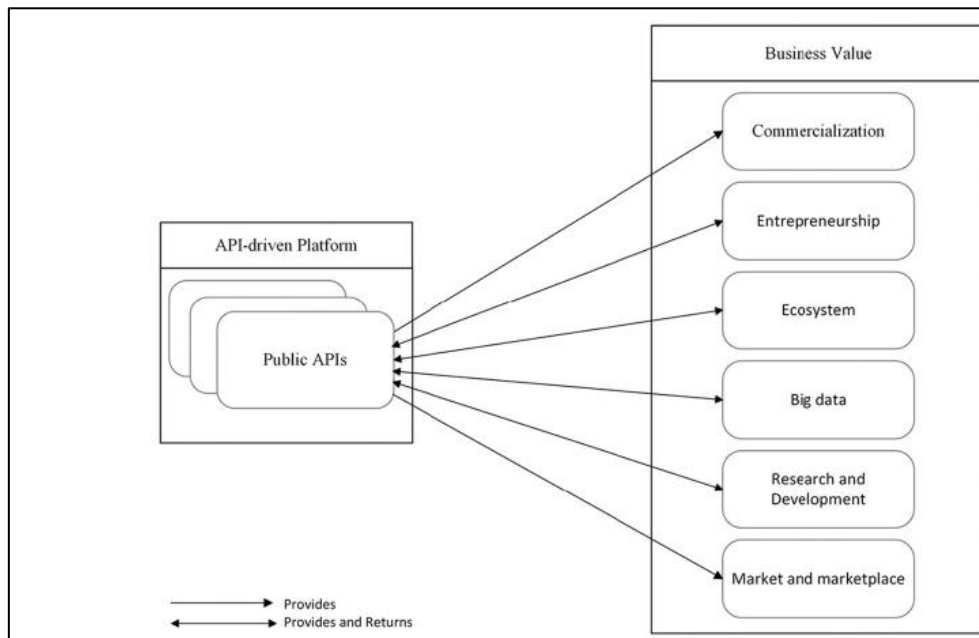 Business Value
Commercialization
Entrepreneurship
API-driven Platform
Ecosystem
Public APIs
Big data
Research and
Development
Market and marketplace
Provides
Provides and Returns